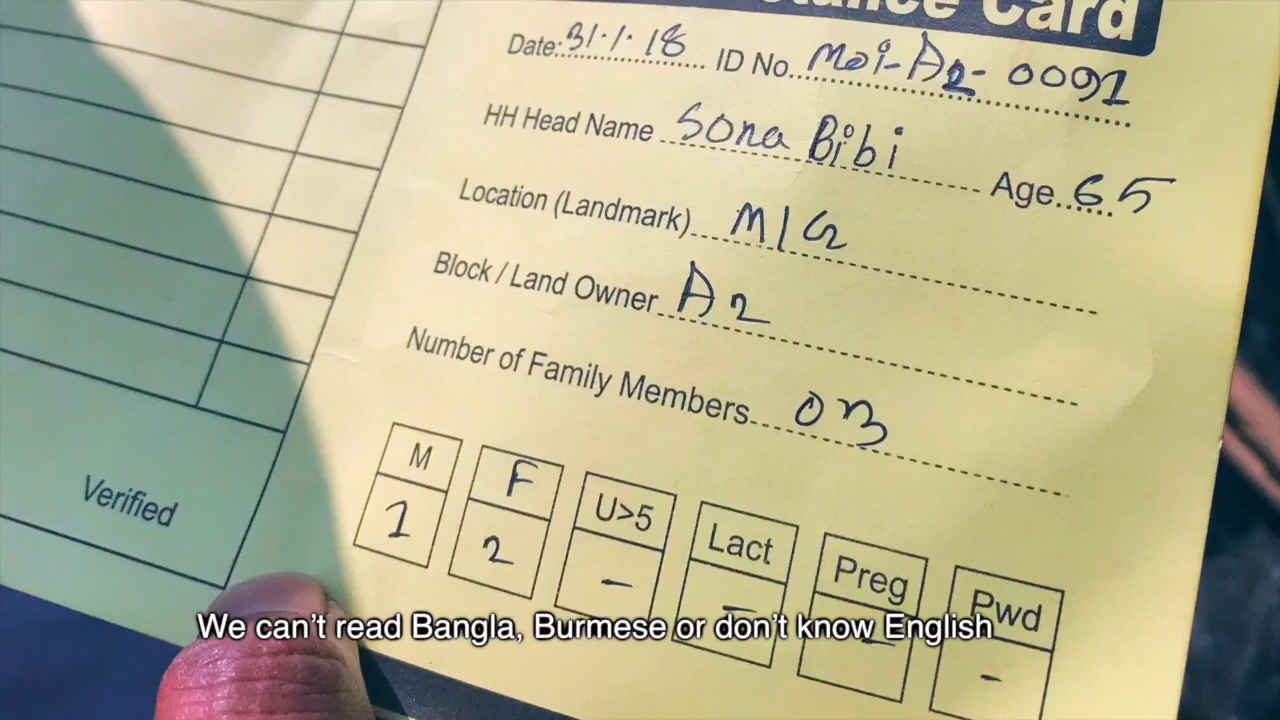 Card
Date: 31.1.18 ID No. Moi-A2-0091
HH Head Name Sona Bibi Age 65
Location (Landmark) M/G
Block / Land Owner A2
Number of Family Members 03
M F U>5 Lact Preg Pwd
1 2 - - - -
Verified
We can't read Bangla, Burmese or don't know English